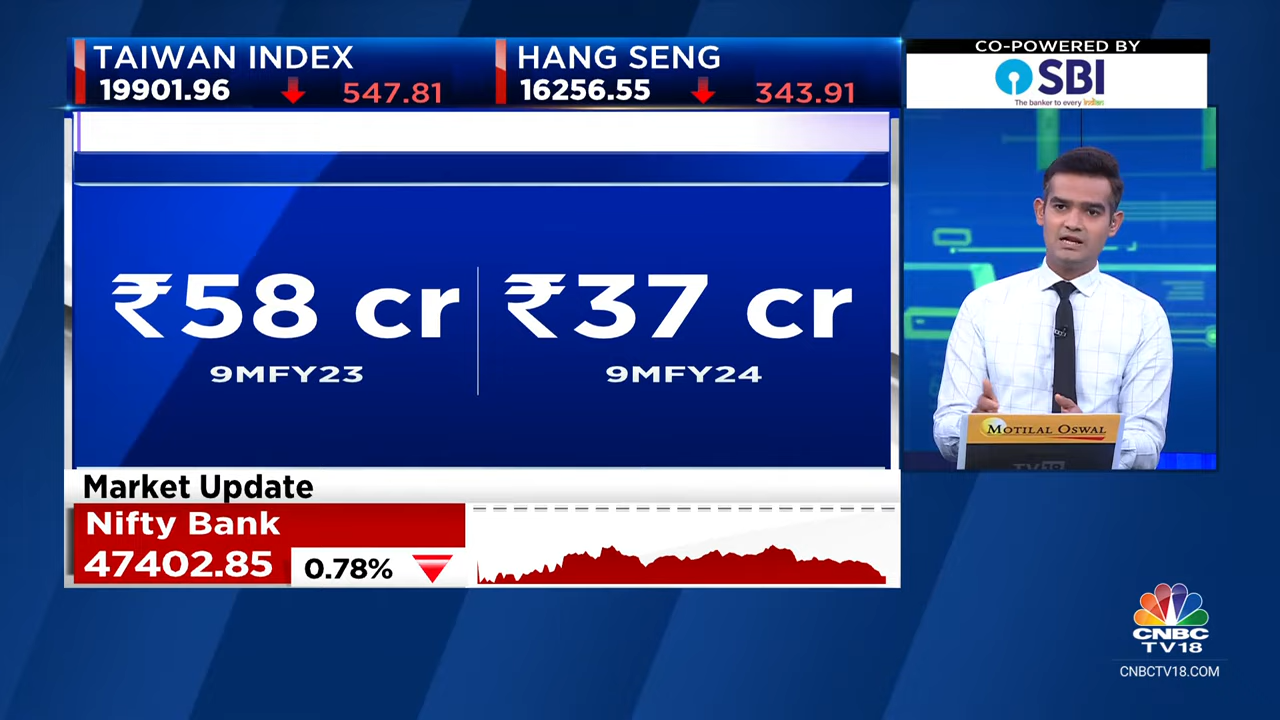 TAIWAN INDEX
19901.96 547.81
HANG SENG
16256.55 343.91
CO-POWERED BY
SBI
The banker to every Indian
₹58 cr
9MFY23
₹37 cr
9MFY24
MOTILAL OSWAL
TV18
Market Update
Nifty Bank
47402.85 0.78%
CNBC
TV18
CNBCTV18.COM